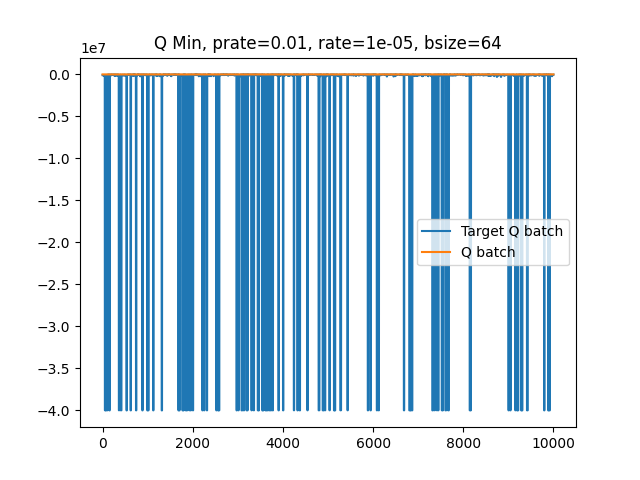 Q Min, prate=0.01, rate=1e-05, bsize=64
1e7
0.0
−0.5
−1.0
−1.5
−2.0
−2.5
−3.0
−3.5
−4.0
Target Q batch
Q batch
0 2000 4000 6000 8000 10000